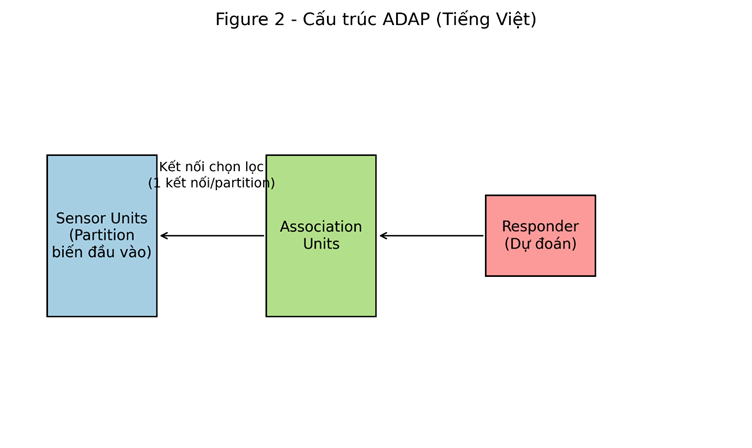 Figure 2 - Cấu trúc ADAP (Tiếng Việt)
Kết nối chọn lọc
(1 kết nối/partition)
Sensor Units
(Partition
biến đầu vào)
Association
Units
Responder
(Dự đoán)